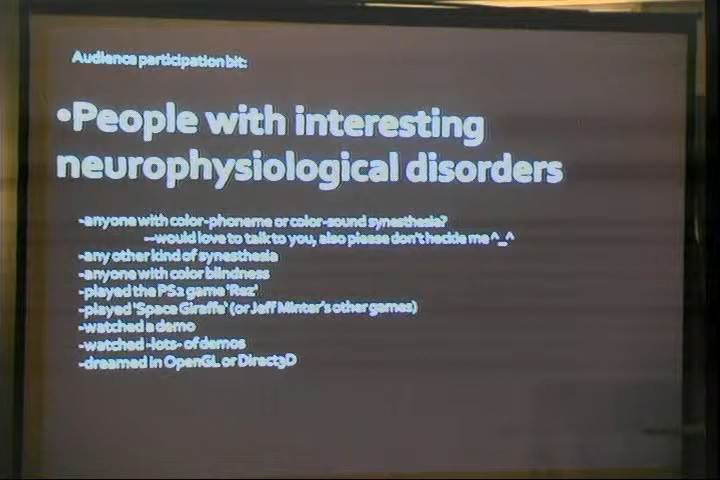 Audience participation bit:
•People with interesting
neurophysiological disorders
-anyone with color-phoneme or color-sound synesthesia?
--would love to talk to you, also please don't heckle me ^_^
-any other kind of synesthesia
-anyone with color blindness
-played the PS2 game 'Rez'
-played 'Space Giraffe' (or Jeff Minter's other games)
-watched a demo
-watched -lots- of demos
-dreamed in OpenGL or Direct3D